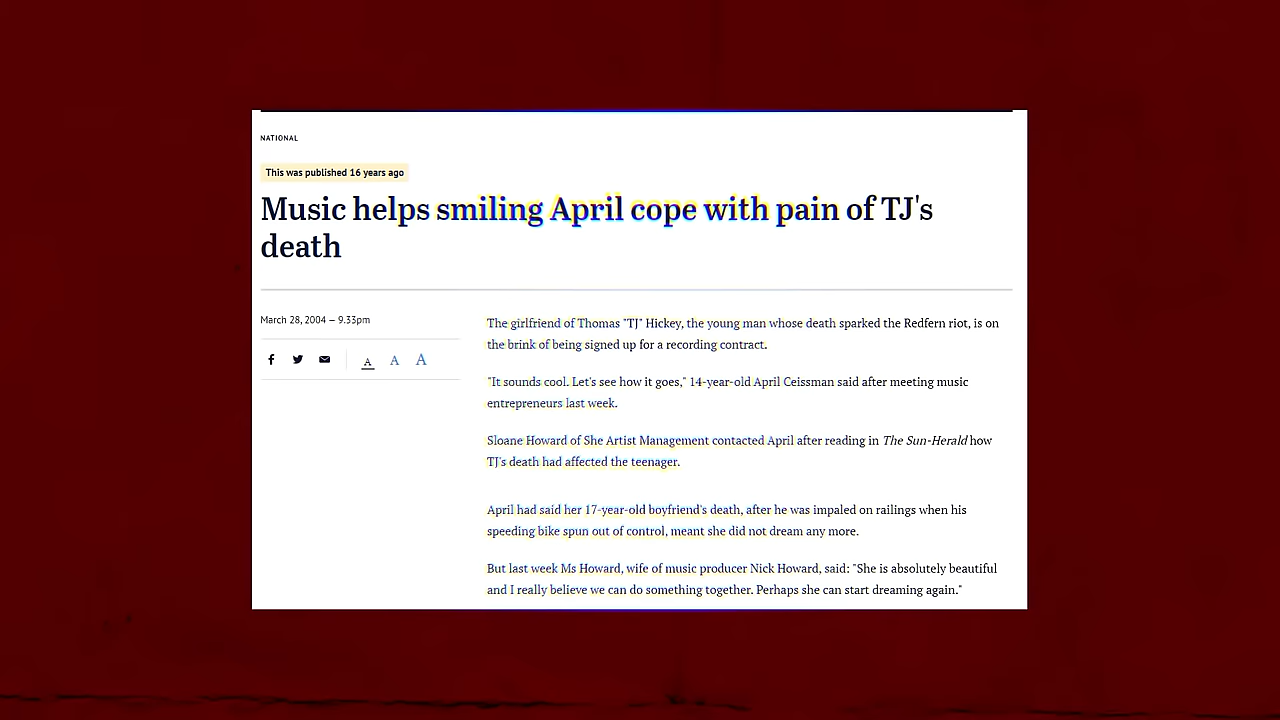 NATIONAL
This was published 16 years ago
Music helps smiling April cope with pain of TJ's
death
March 28, 2004 — 9.33pm
A A A
The girlfriend of Thomas "TJ" Hickey, the young man whose death sparked the Redfern riot, is on
the brink of being signed up for a recording contract.
"It sounds cool. Let's see how it goes," 14-year-old April Ceissman said after meeting music
entrepreneurs last week.
Sloane Howard of She Artist Management contacted April after reading in The Sun-Herald how
TJ's death had affected the teenager.
April had said her 17-year-old boyfriend's death, after he was impaled on railings when his
speeding bike spun out of control, meant she did not dream any more.
But last week Ms Howard, wife of music producer Nick Howard, said: "She is absolutely beautiful
and I really believe we can do something together. Perhaps she can start dreaming again."